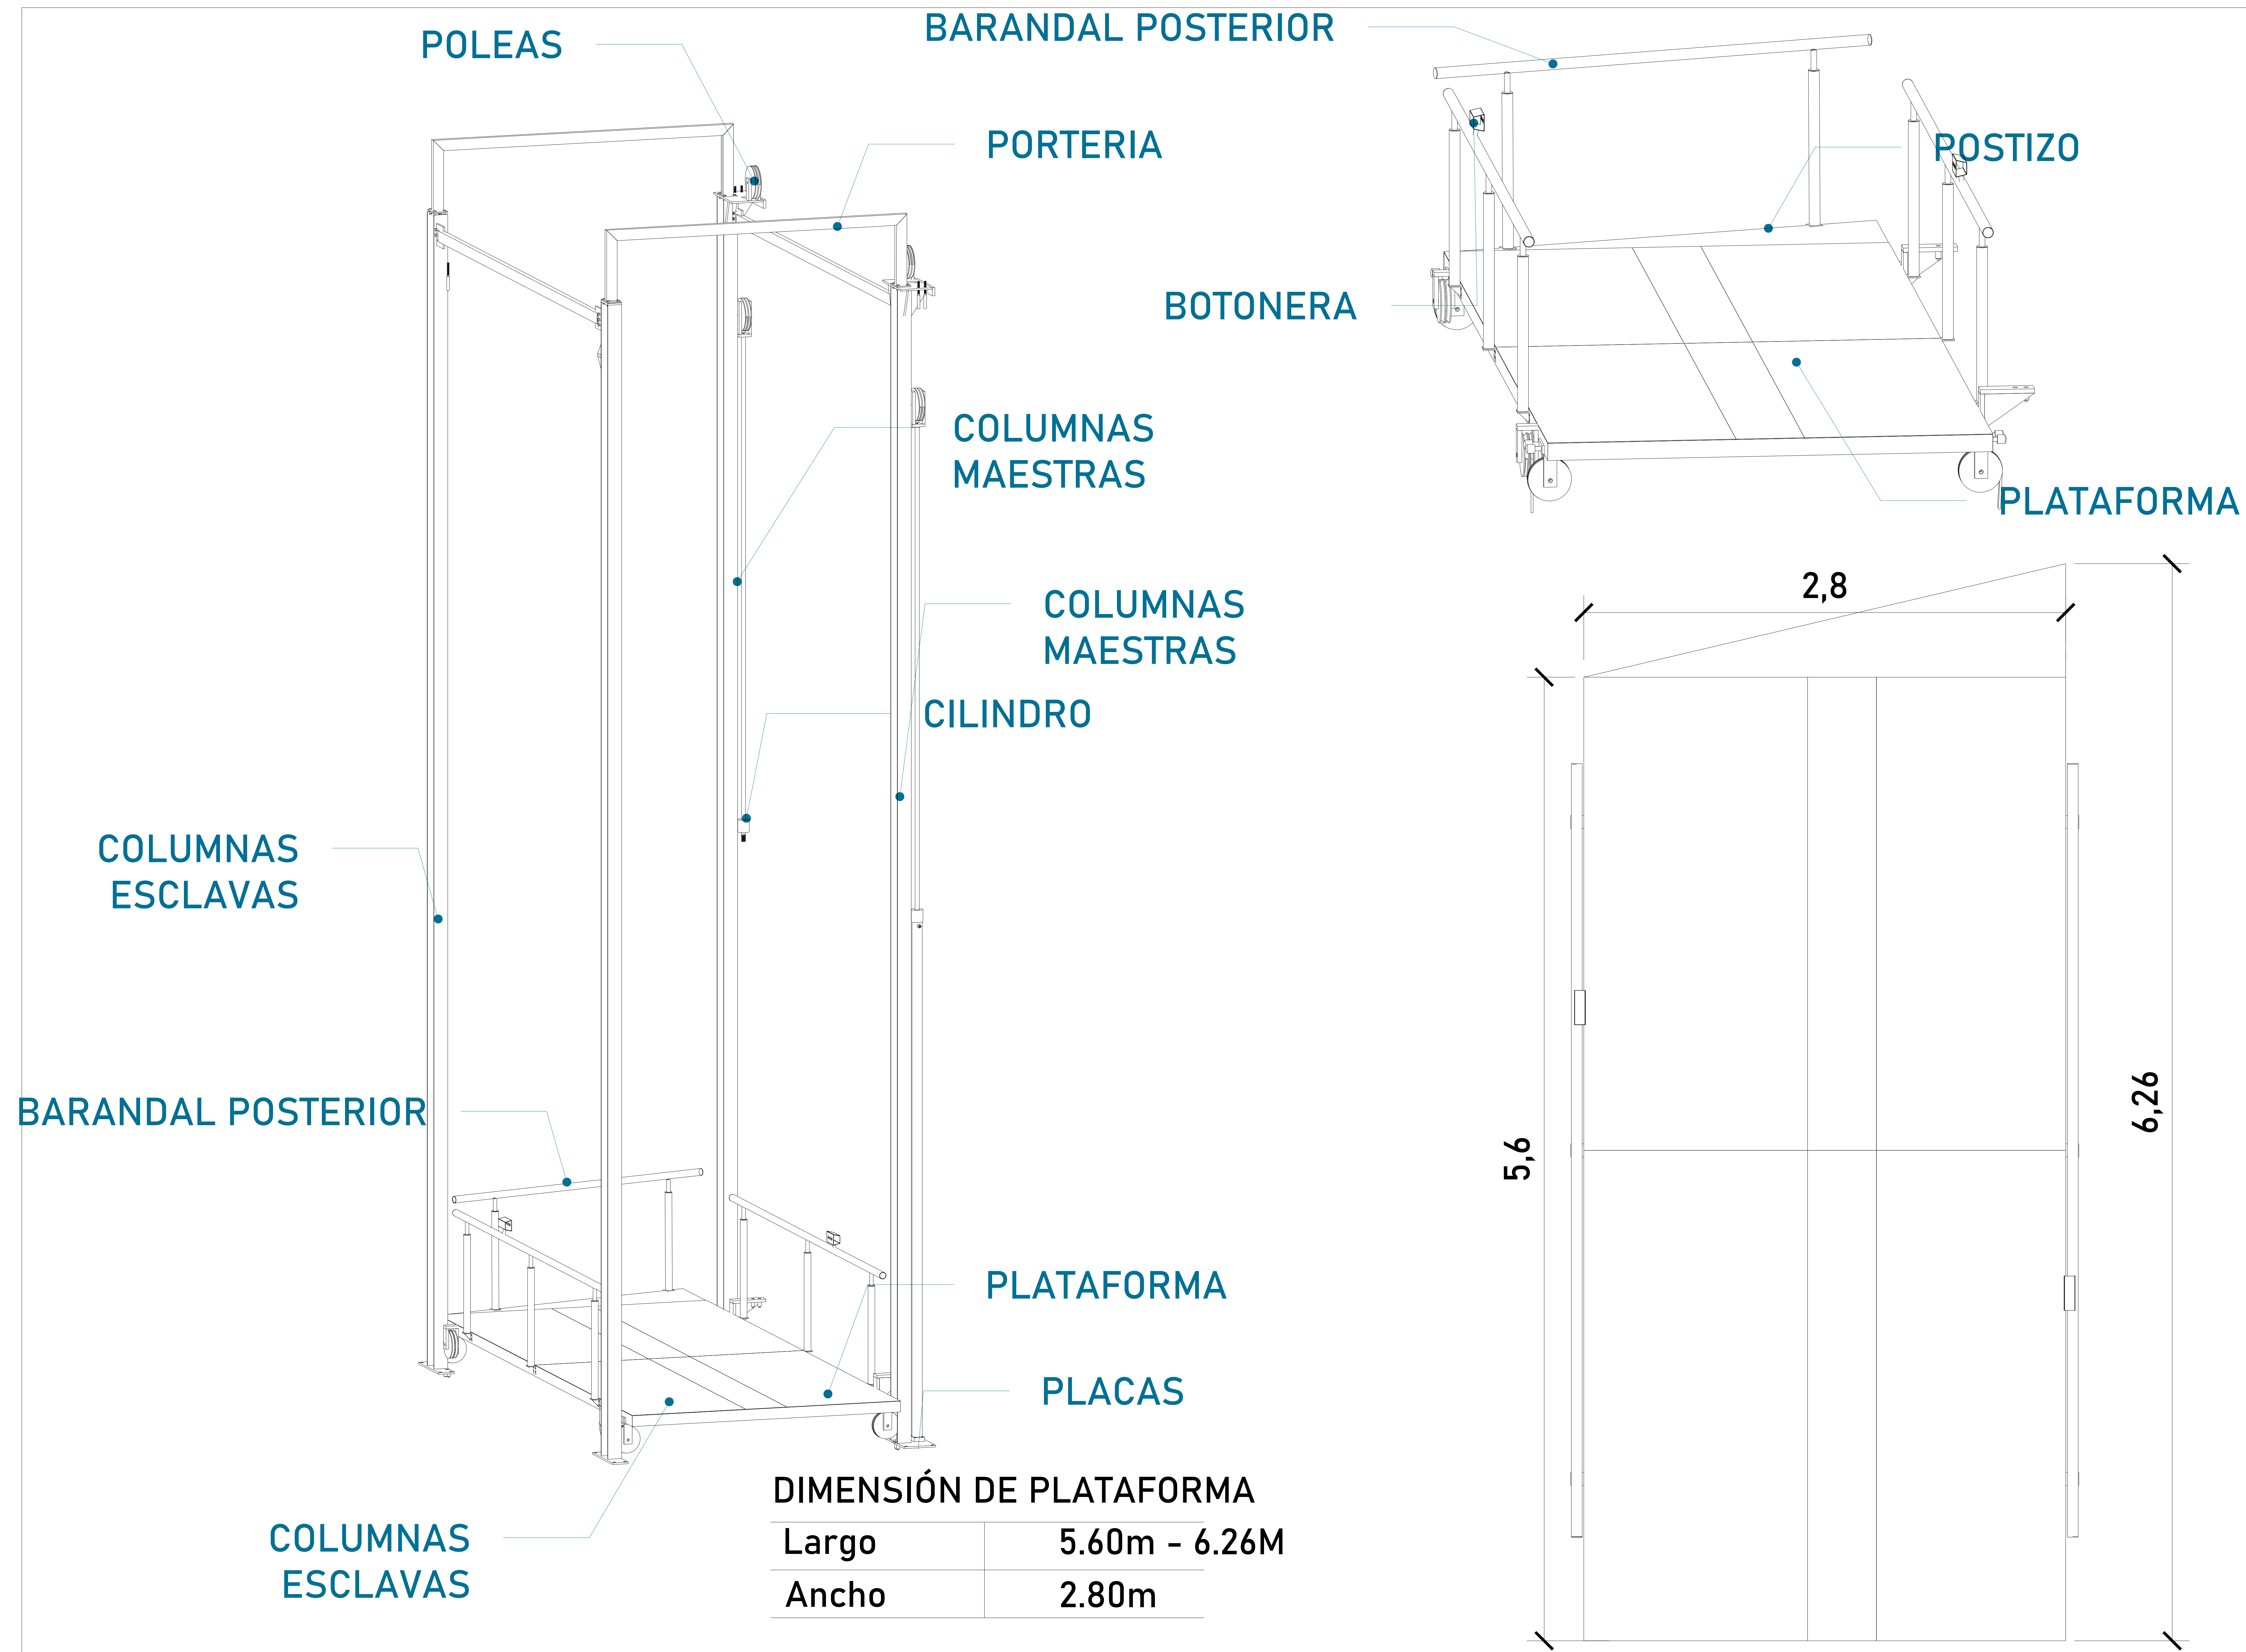 POLEAS
BARANDAL POSTERIOR
PORTERIA
POSTIZO
BOTONERA
COLUMNAS
MAESTRAS
PLATAFORMA
2,8
COLUMNAS
MAESTRAS
CILINDRO
COLUMNAS
ESCLAVAS
BARANDAL POSTERIOR
6,26
5,6
PLATAFORMA
PLACAS
DIMENSIÓN DE PLATAFORMA
Largo 5.60m - 6.26M
Ancho 2.80m
COLUMNAS
ESCLAVAS